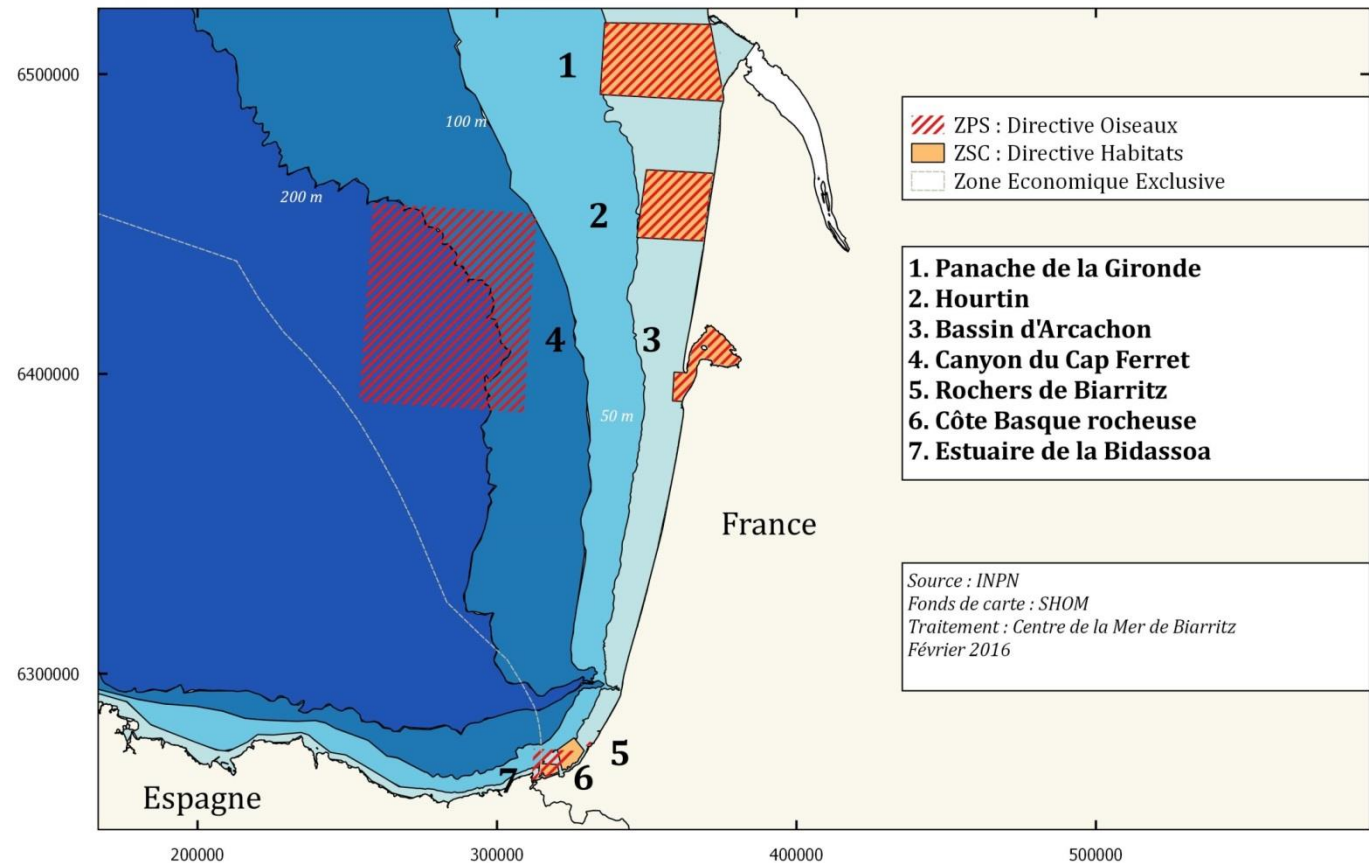 6500000
6400000
6300000
200000
300000
400000
500000
100 m
200 m
50 m
1
2
3
4
5
6
7
France
Espagne
ZPS : Directive Oiseaux
ZSC : Directive Habitats
Zone Economique Exclusive
1. Panache de la Gironde
2. Hourtin
3. Bassin d'Arcachon
4. Canyon du Cap Ferret
5. Rochers de Biarritz
6. Côte Basque rocheuse
7. Estuaire de la Bidassoa
Source : INPN
Fonds de carte : SHOM
Traitement : Centre de la Mer de Biarritz
Février 2016